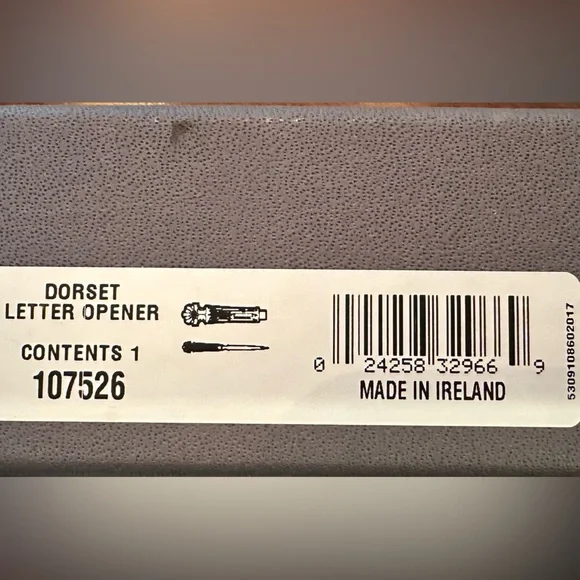 DORSET
LETTER OPENER
CONTENTS 1
107526
0 24258 32966 9
MADE IN IRELAND
5309108602017